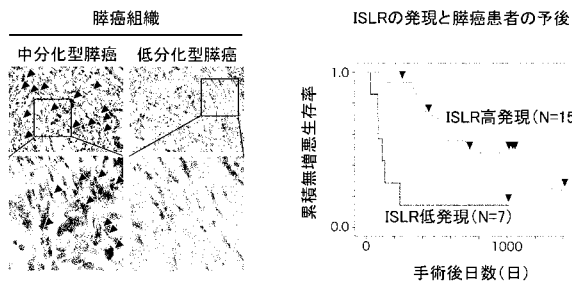 膵癌組織
中分化型膵癌 低分化型膵癌
ISLRの発現と膵癌患者の予後
累積無増悪生存率
1.0
0.0
ISLR高発現(N=15
ISLR低発現(N=7)
0 1000
手術後日数(日)